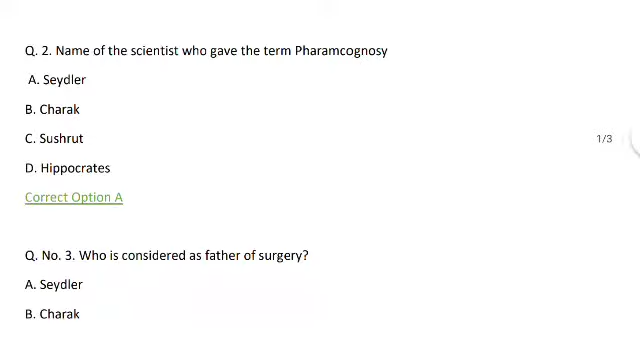 Q. 2. Name of the scientist who gave the term Pharamcognosy
A. Seydler
B. Charak
C. Sushrut
1/3
D. Hippocrates
Correct Option A
Q. No. 3. Who is considered as father of surgery?
A. Seydler
B. Charak